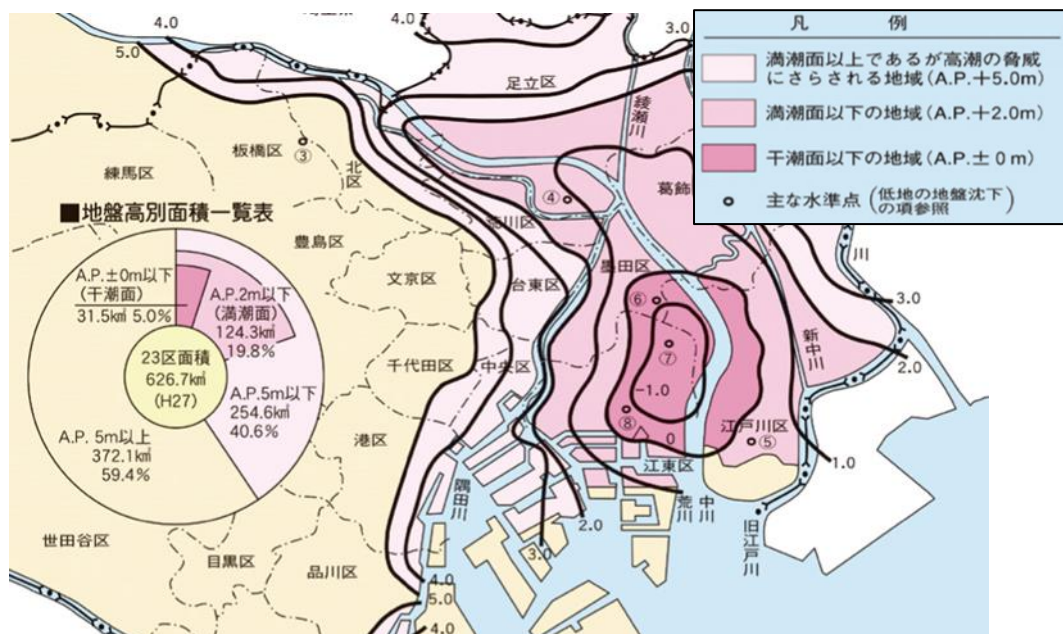 凡 例
満潮面以上であるが高潮の脅威
にさらされる地域(A.P.+5.0m)
満潮面以下の地域(A.P.+2.0m)
干潮面以下の地域(A.P.±0m)
主な水準点(低地の地盤沈下
の項参照)
4.0
5.0
4.0
3.0
足立区
綾瀬川
板橋区
③
北区
練馬区
④
葛飾
荒川区
■地盤高別面積一覧表
豊島区
文京区
台東区
墨田区
川
⑥
⑦
-1.0
⑧
0
新中川
3.0
2.0
A.P.±0m以下
(干潮面)
31.5k㎡ 5.0%
A.P.2m以下
(満潮面)
124.3k㎡
19.8%
23区面積
626.7k㎡
(H27)
A.P.5m以下
254.6k㎡
40.6%
A.P. 5m以上
372.1k㎡
59.4%
千代田区
中央区
港区
江戸川区
⑤
江東区
1.0
隅田川
荒川
中川
旧江戸川
2.0
3.0
世田谷区
目黒区
品川区
4.0
5.0
4.0